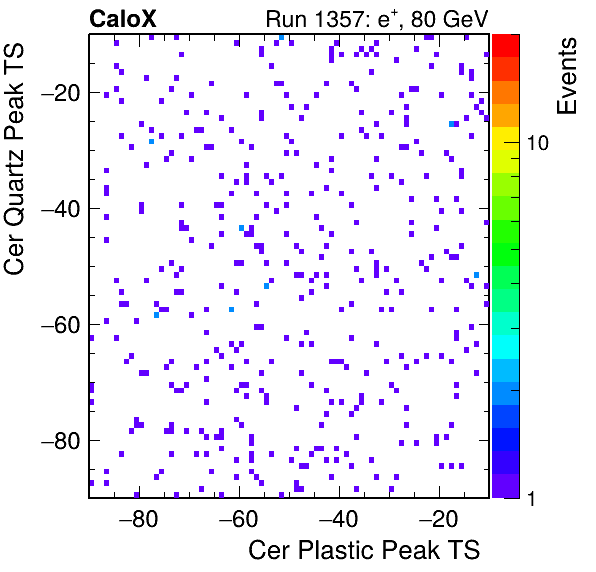 CaloX Run 1357: e⁺, 80 GeV
Cer Quartz Peak TS
Events
−20
−40
−60
−80
10
1
−80 −60 −40 −20
Cer Plastic Peak TS